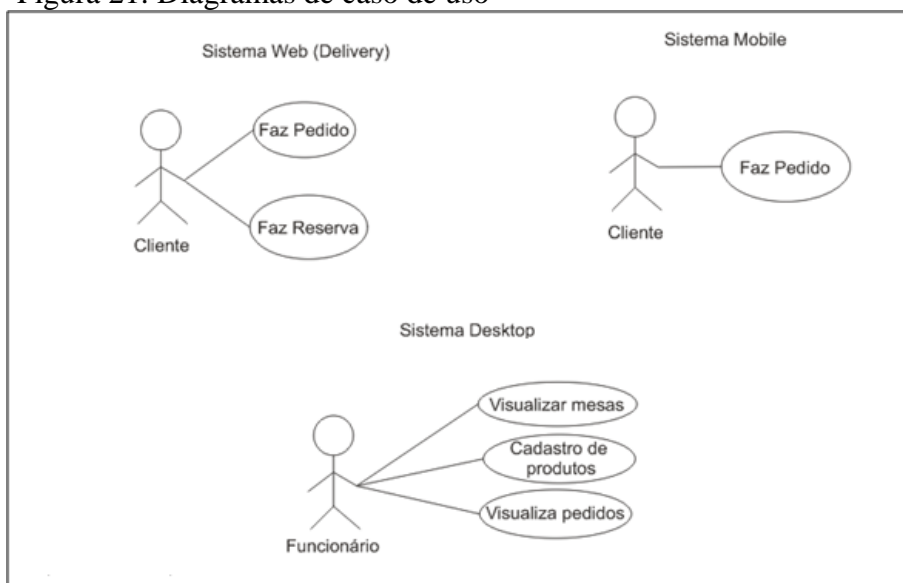 Figura 21: Diagramas de caso de uso
Sistema Web (Delivery)
Faz Pedido
Faz Reserva
Cliente
Sistema Mobile
Faz Pedido
Cliente
Sistema Desktop
Visualizar mesas
Cadastro de
produtos
Visualiza pedidos
Funcionário